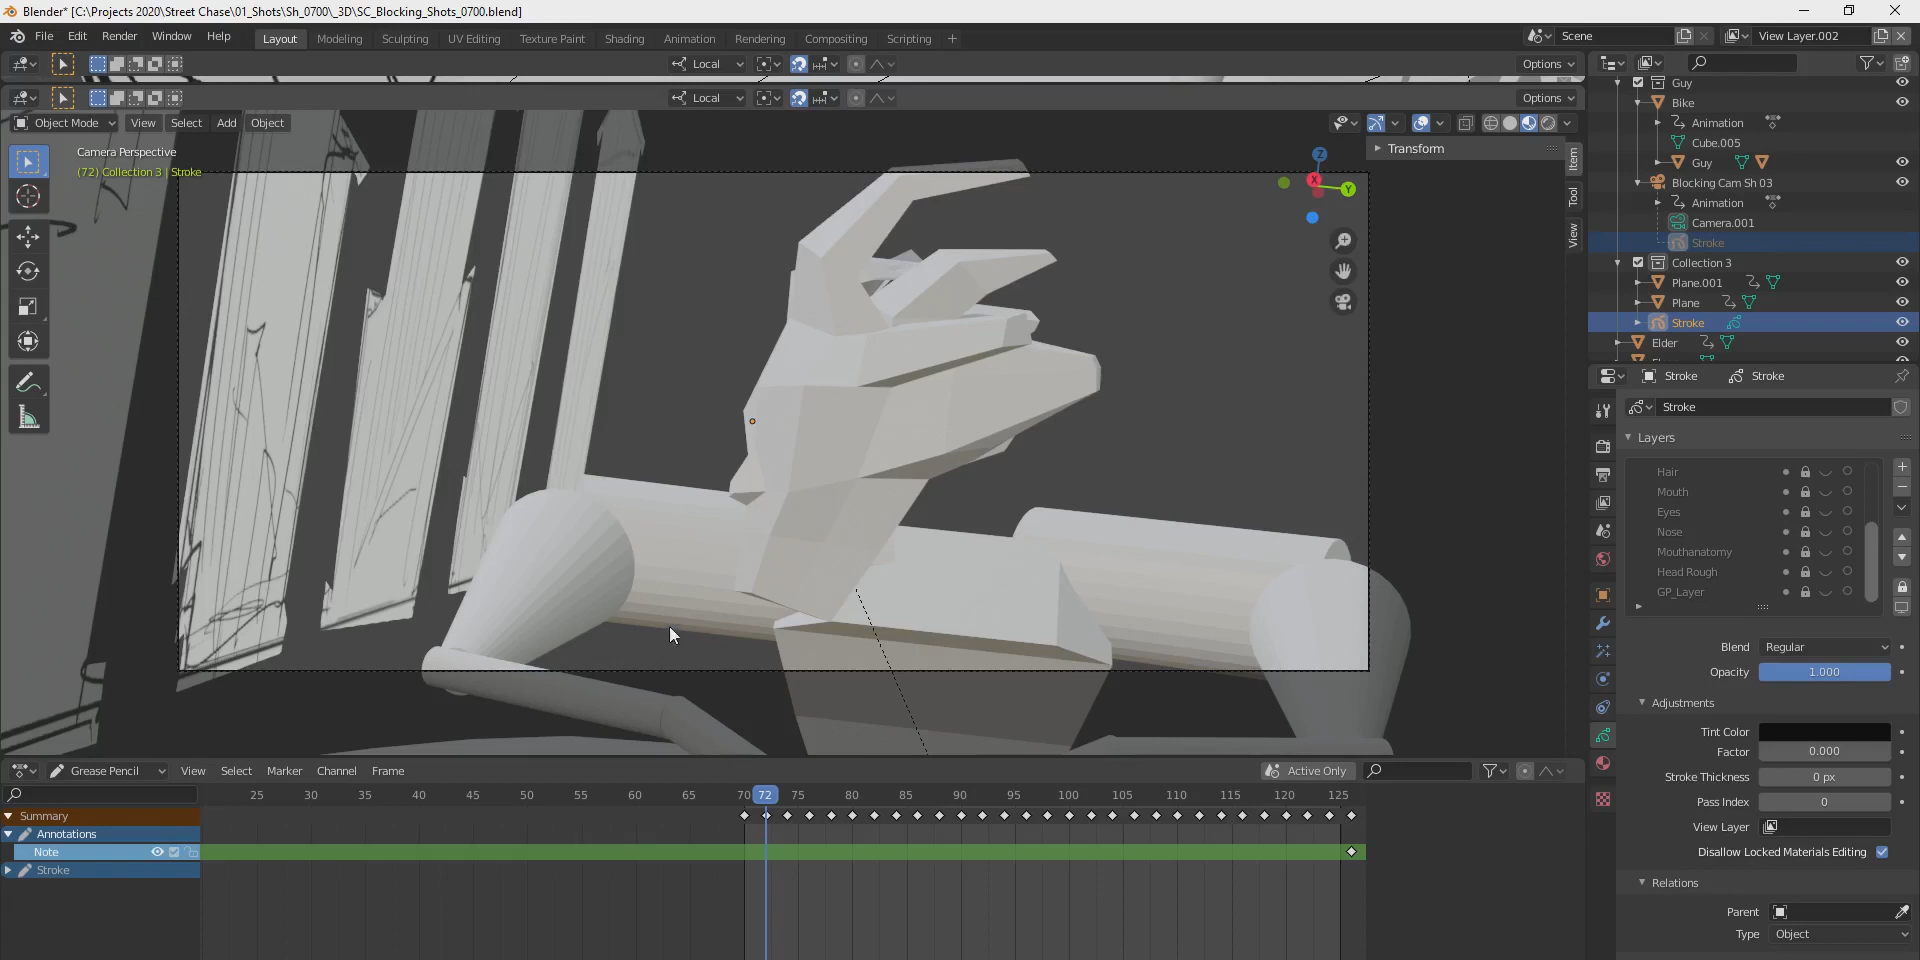 Blender* [C:\Projects 2020\Street Chase\01_Shots\Sh_0700\_3D\SC_Blocking_Shots_0700.blend]
File Edit Render Window Help Layout Modeling Sculpting UV Editing Texture Paint Shading Animation Rendering Compositing Scripting + Scene View Layer.002
Local Options
Local Options
Object Mode View Select Add Object
Camera Perspective
(72) Collection 3 | Stroke
Transform
Item
Tool
View
Z
X
Y
Guy
Bike
Animation
Cube.005
Guy
Blocking Cam Sh 03
Animation
Camera.001
Stroke
Collection 3
Plane.001
Plane
Stroke
Elder
Stroke Stroke
Stroke
Layers
Hair
Mouth
Eyes
Nose
Mouthanatomy
Head Rough
GP_Layer
Blend Regular
Opacity 1.000
Adjustments
Tint Color
Factor 0.000
Stroke Thickness 0 px
Pass Index 0
View Layer
Disallow Locked Materials Editing
Relations
Parent
Type Object
Grease Pencil View Select Marker Channel Frame Active Only
25 30 35 40 45 50 55 60 65 70 72 75 80 85 90 95 100 105 110 115 120 125
Summary
Annotations
Note
Stroke